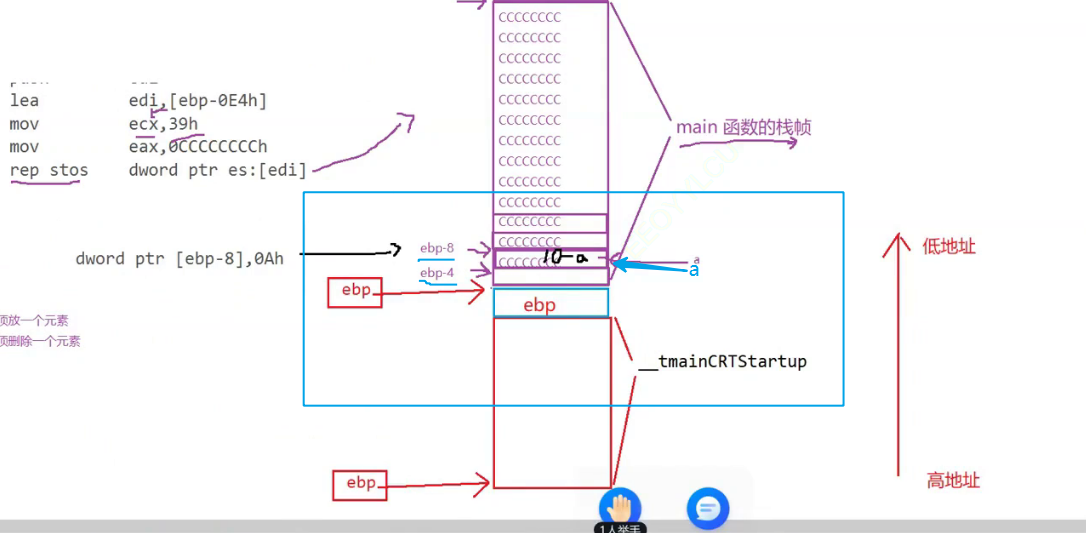 CCCCCCCC
CCCCCCCC
CCCCCCCC
CCCCCCCC
CCCCCCCC
CCCCCCCC
CCCCCCCC
CCCCCCCC
CCCCCCCC
CCCCCCCC
CCCCCCCC
CCCCCCCC
lea edi,[ebp-0E4h]
mov ecx,39h
mov eax,0CCCCCCCCh
rep stos dword ptr es:[edi]
main 函数的栈帧
dword ptr [ebp-8],0Ah
ebp-8
10-a
a
a
ebp-4
ebp
ebp
低地址
放一个元素
删除一个元素
__tmainCRTStartup
ebp
高地址
1人举手